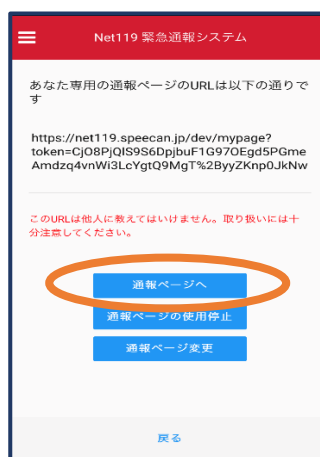 Net119 緊急通報システム
あなた専用の通報ページのURLは以下の通りで
す
https://net119.speecan.jp/dev/mypage?
token=CjO8PjQIS9S6DpjbuF1G97OEgd5PGme
Amdzq4vnWi3LcYgtQ9MgT%2ByyZKnp0JkNw
このURLは他人に教えてはいけません。取り扱いには十
分注意してください。
通報ページへ
通報ページの使用停止
通報ページ変更
戻る